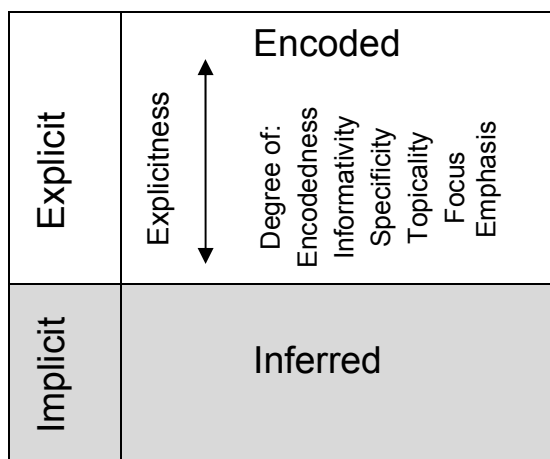 Explicit
Explicitness
Encoded
Degree of:
Encodedness
Informativity
Specificity
Topicality
Focus
Emphasis
Implicit
Inferred